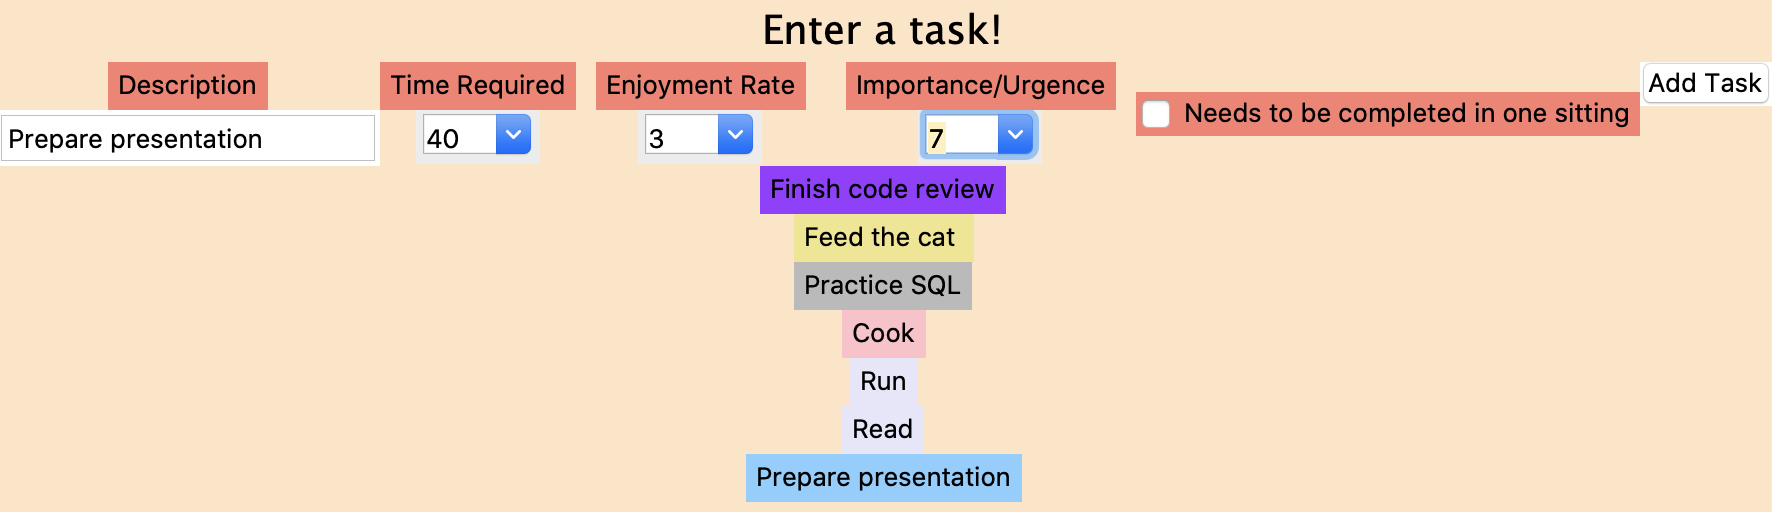 Enter a task!
Description Time Required Enjoyment Rate Importance/Urgence Needs to be completed in one sitting Add Task
Prepare presentation 40 3 7
Finish code review
Feed the cat
Practice SQL
Cook
Run
Read
Prepare presentation